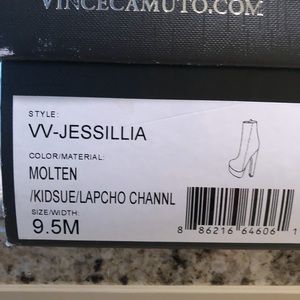 VINCECAMUTO.COM
STYLE:
VV-JESSILLIA
COLOR/MATERIAL:
MOLTEN
/KIDSUE/LAPCHO CHANNL
SIZE/WIDTH:
9.5M
8 86216 64606 1